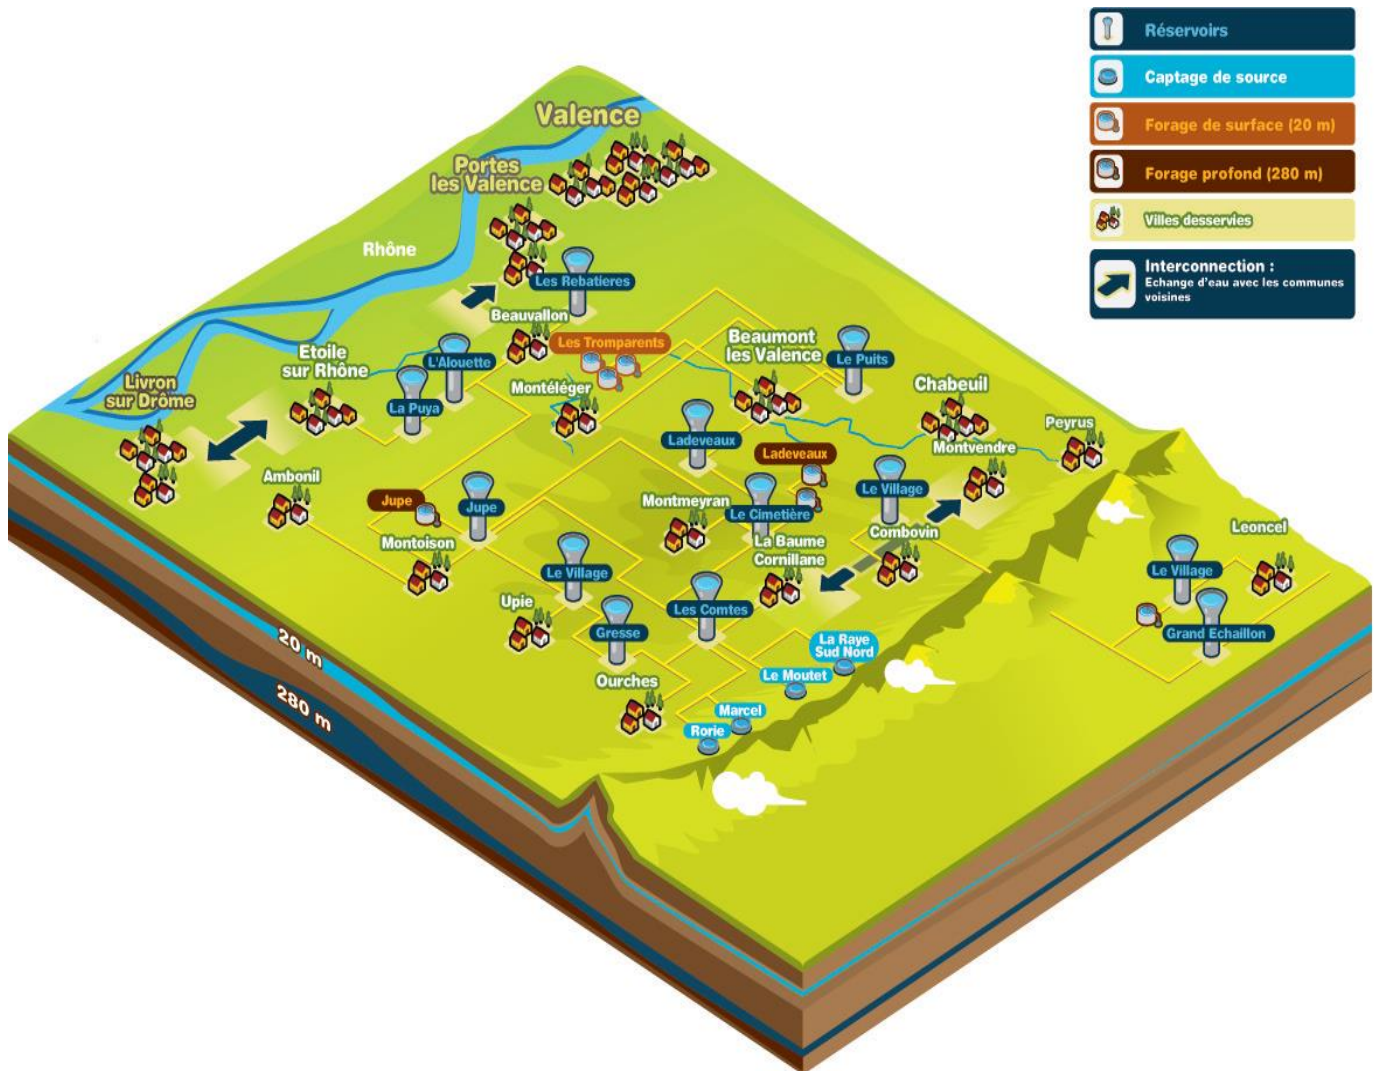 Réservoirs
Captage de source
Forage de surface (20 m)
Forage profond (280 m)
Villes desservies
Interconnection :
Echange d'eau avec les communes
voisines
Valence
Portes
les Valence
Rhône
Les Rebatieres
Beauvallon
Les Tromparents
Beaumont
les Valence
Le Puits
Etoile
sur Rhône
L'Alouette
Livron
sur Drôme
La Puya
Montéléger
Chabeuil
Peyrus
Ladeveaux
Montvendre
Ladeveaux
Ambonil
Le Village
Jupe
Jupe
Montmeyran
Le Cimetière
Combovin
Leoncel
Montoison
La Baume
Cornillane
Le Village
Le Village
Upie
Les Comtes
Gresse
Grand Echaillon
La Raye
Sud Nord
20 m
Le Moutet
Ourches
280 m
Marcel
Rorie